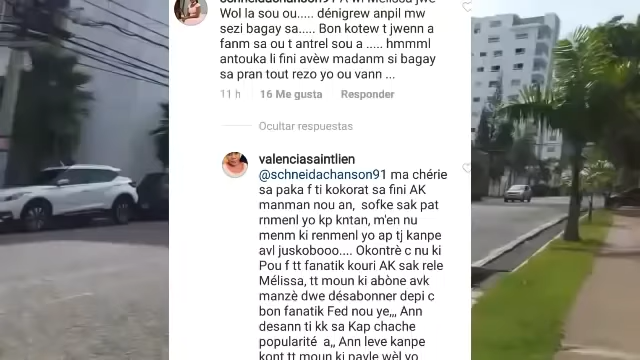 schneidachanson91 A wi Melissa jwe
Wol la sou ou..... dénigrew anpil mw
sezi bagay sa..... Bon kotew t jwenn a
fanm sa ou t antrel sou a ..... hmmml
antouka li fini avèw madanm si bagay
sa pran tout rezo yo ou vann ...
11 h 16 Me gusta Responder
Ocultar respuestas
valenciasaintlien
@schneidachanson91 ma chérie
sa paka f ti kokorat sa fini AK
manman nou an, sofke sak pat
rnmenl yo kp kntan, m'en nu
menm ki renmenl yo ap tj kanpe
avl juskobooo.... Okontrè c nu ki
Pou f tt fanatik kouri AK sak rele
Mélissa, tt moun ki abòne avk
manzè dwe désabonner depi c
bon fanatik Fed nou ye,,, Ann
desann ti kk sa Kap chache
popularité a,, Ann leve kanpe
kont tt moun ki pavle wèl yo